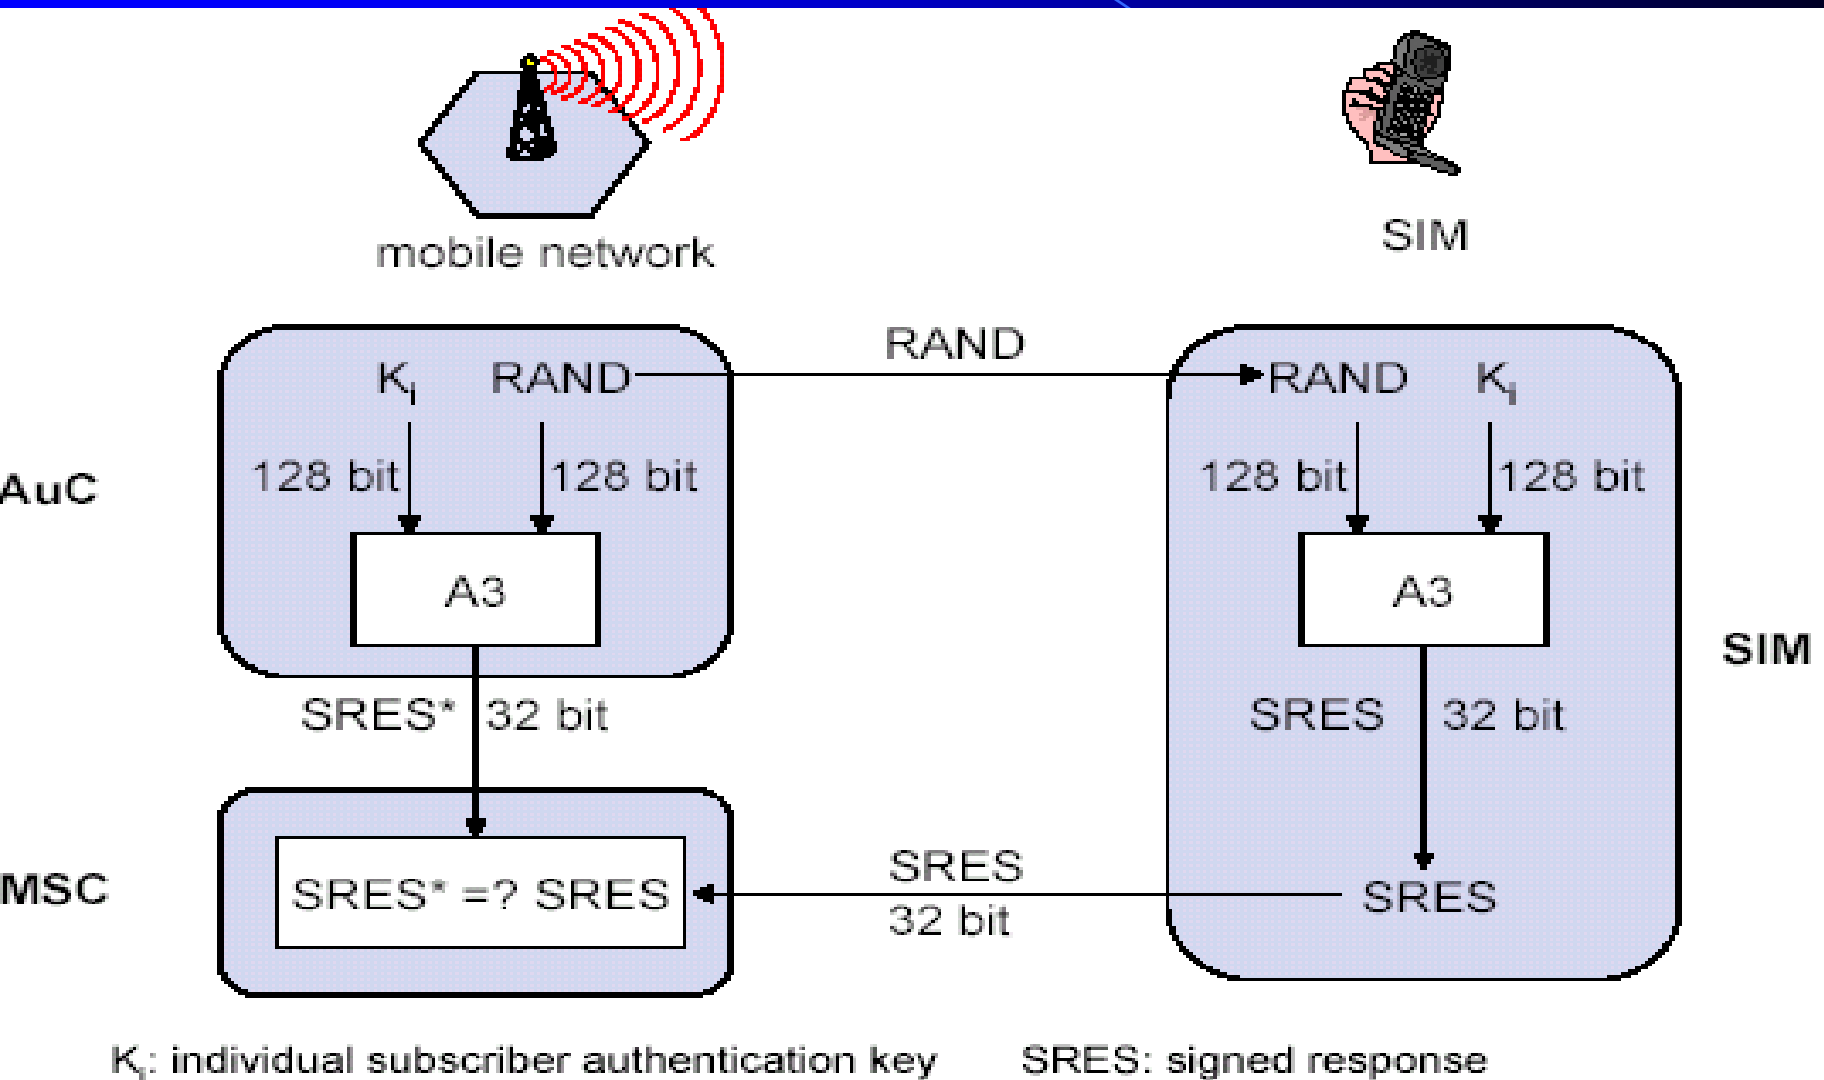 mobile network
SIM
RAND
Ki RAND
RAND Ki
128 bit 128 bit
128 bit 128 bit
AuC
A3
A3
SIM
SRES* 32 bit
SRES 32 bit
MSC
SRES* =? SRES
SRES
32 bit
SRES
Ki: individual subscriber authentication key SRES: signed response